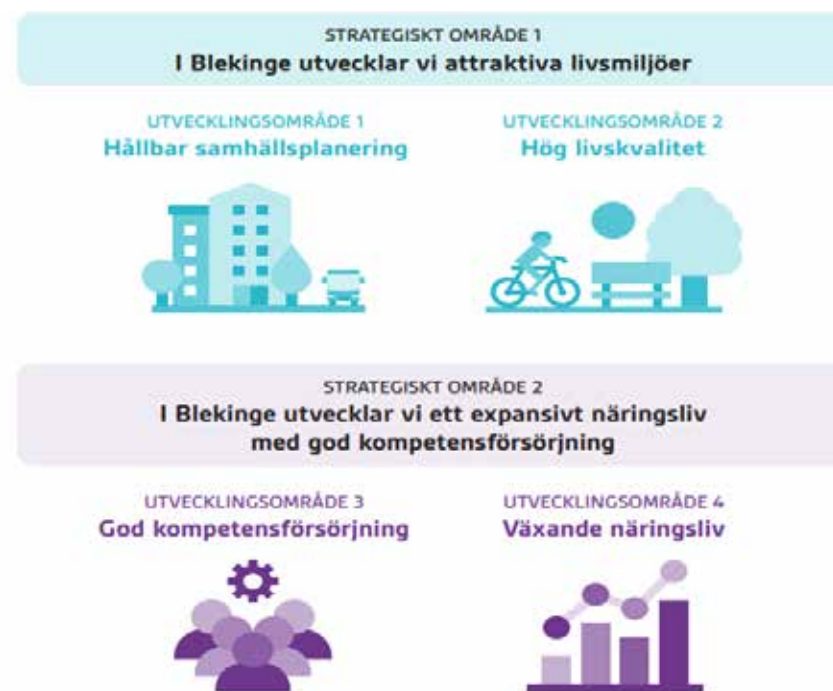 STRATEGISKT OMRÅDE 1
I Blekinge utvecklar vi attraktiva livsmiljöer
UTVECKLINGSOMRÅDE 1
Hållbar samhällsplanering
UTVECKLINGSOMRÅDE 2
Hög livskvalitet
STRATEGISKT OMRÅDE 2
I Blekinge utvecklar vi ett expansivt näringsliv
med god kompetensförsörjning
UTVECKLINGSOMRÅDE 3
God kompetensförsörjning
UTVECKLINGSOMRÅDE 4
Växande näringsliv